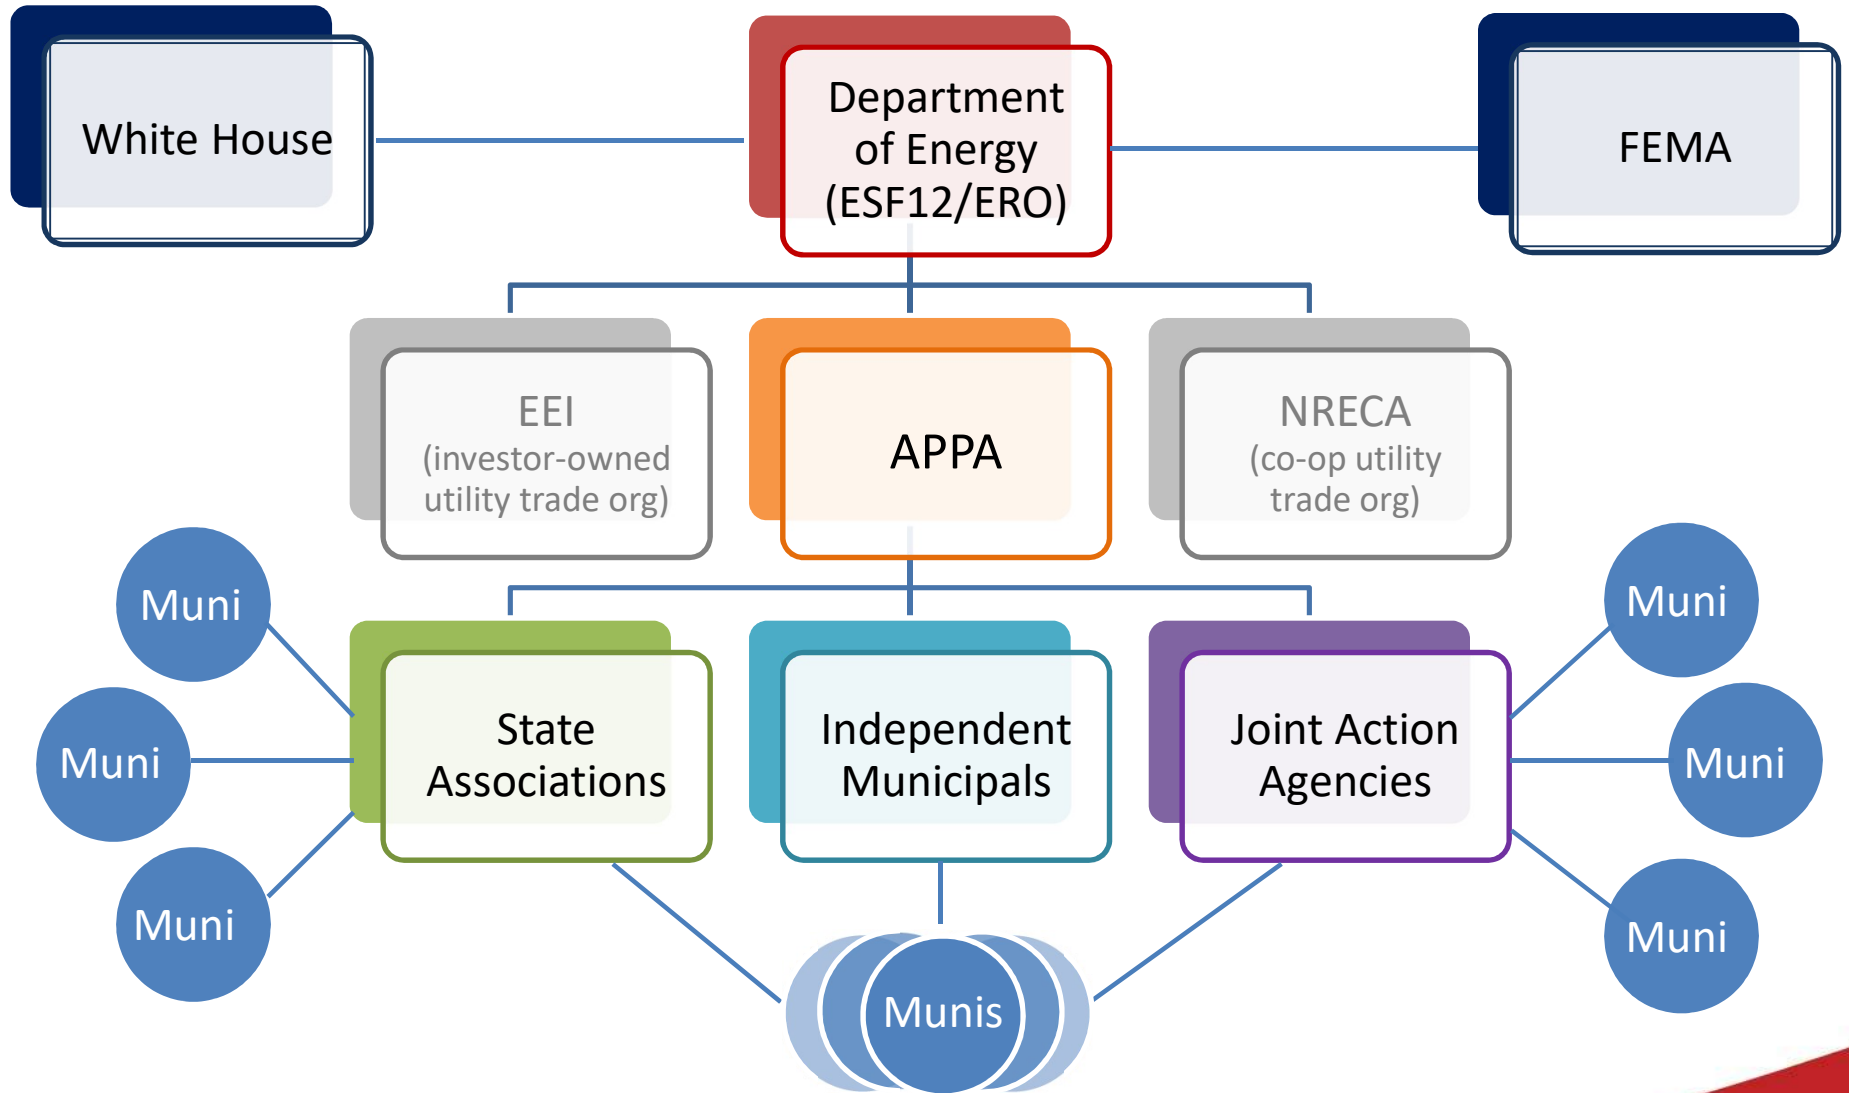 White House
Department
of Energy
(ESF12/ERO)
FEMA
EEI
(investor-owned
utility trade org)
APPA
NRECA
(co-op utility
trade org)
Muni
Muni
Muni
State
Associations
Independent
Municipals
Joint Action
Agencies
Muni
Muni
Muni
Munis